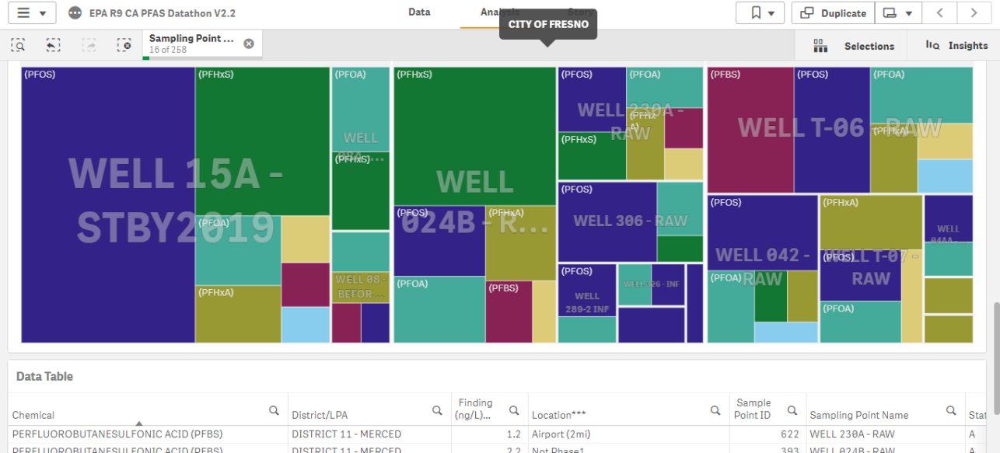 EPA R9 CA PFAS Datathon V2.2
Data
Analysis
Story
CITY OF FRESNO
Duplicate
Sampling Point ...
16 of 258
Selections
Insights
(PFOS)
(PFHxS)
(PFOA)
(PFHxA)
WELL 15A -
STBY2019
(PFOA)
WELL
(PFHxS)
WELL 08 -
BEFOR...
(PFHxS)
(PFOS)
(PFHxA)
(PFOA)
(PFBS)
WELL
024B - R...
(PFOS)
(PFOA)
(PFHxS)
(PFHxA)
WELL 230A -
RAW
(PFOS)
WELL 306 - RAW
(PFOS)
WELL
289-2 INF
WELL 326 - INF
(PFBS)
(PFOS)
(PFOA)
(PFHxA)
WELL T-06 - RAW
(PFOS)
(PFOA)
WELL 042 -
RAW
(PFHxA)
(PFOS)
(PFOA)
WELL T-07 -
RAW
WELL
04AA -...
Data Table
Chemical
District/LPA
Finding
(ng/L)...
Location***
Sample
Point ID
Sampling Point Name
Stat
PERFLUOROBUTANESULFONIC ACID (PFBS) DISTRICT 11 - MERCED 1.2 Airport (2mi) 622 WELL 230A - RAW A
PERFLUOROBUTANESULFONIC ACID (PFBS) DISTRICT 11 - MERCED 2.2 Not Phase1 393 WELL 024B - RAW A